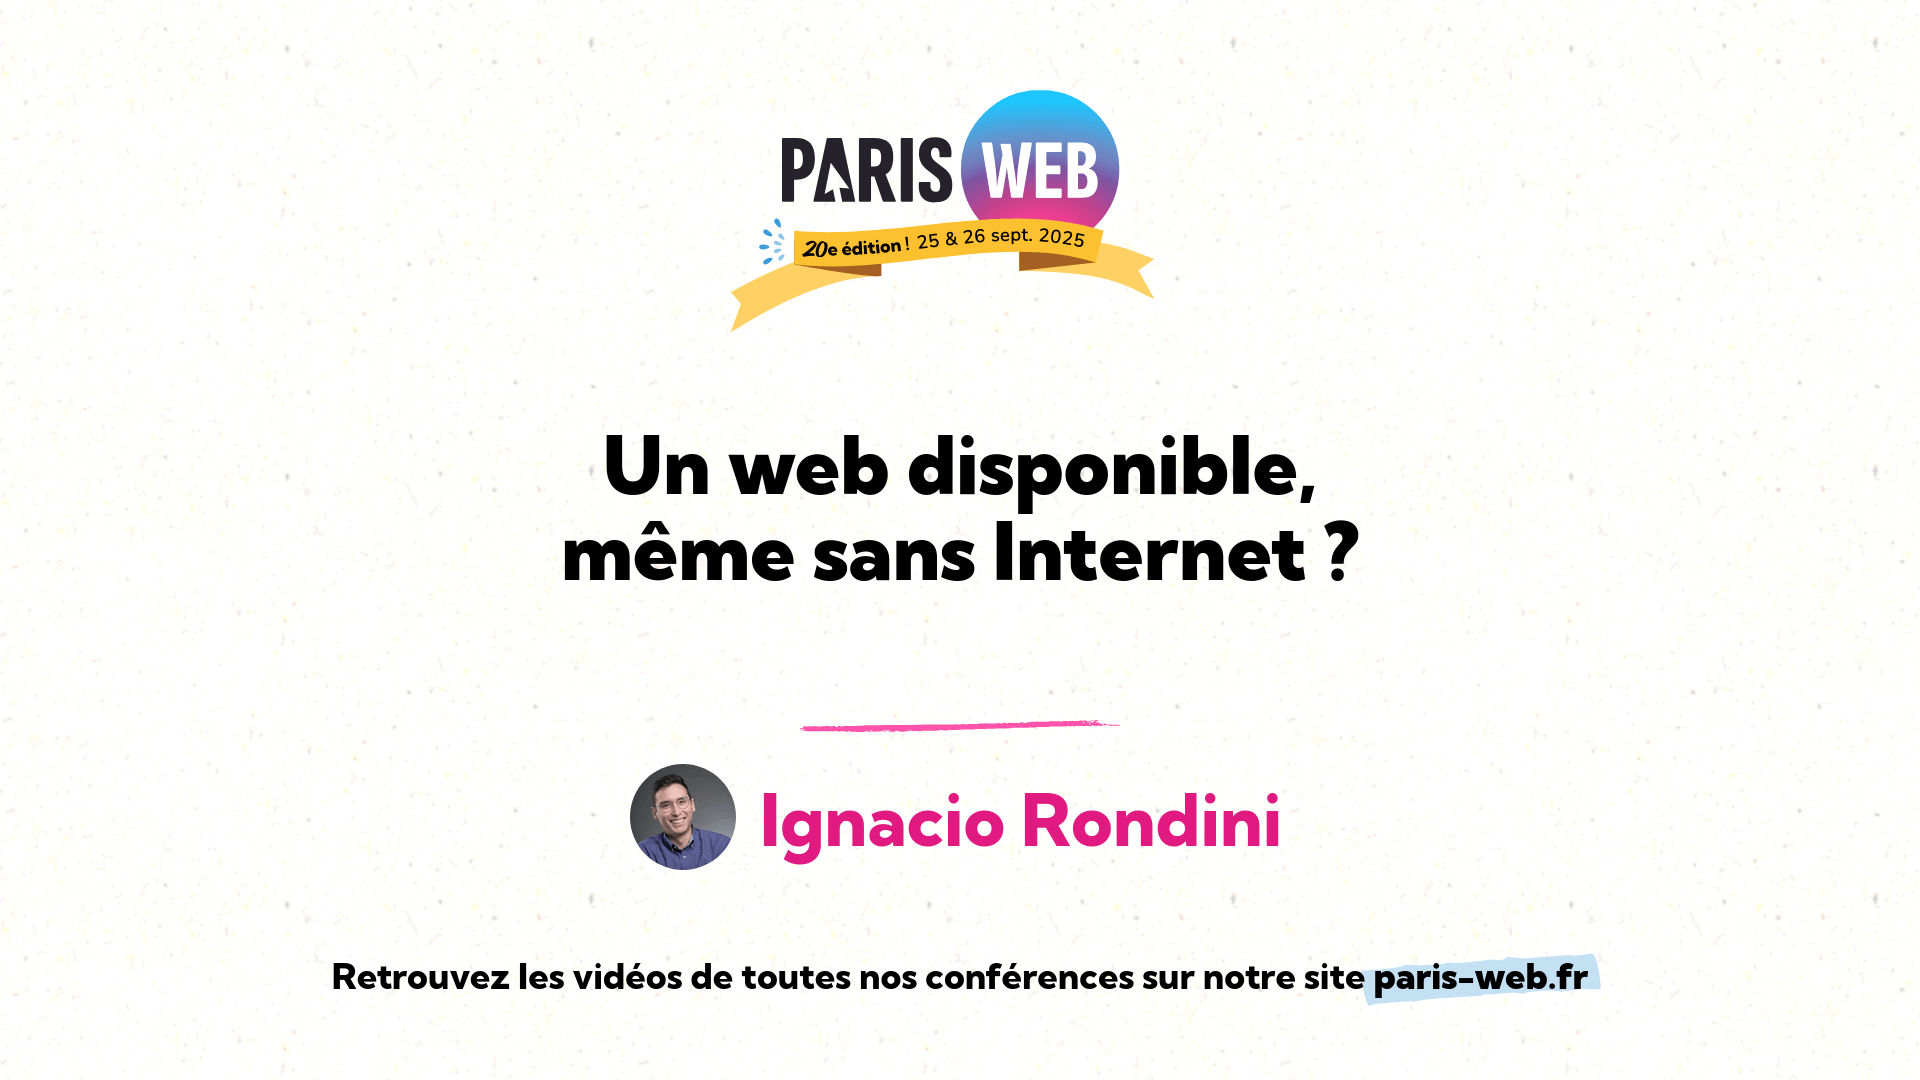 PARIS WEB
20e édition ! 25 & 26 sept. 2025
Un web disponible,
même sans Internet ?
Ignacio Rondini
Retrouvez les vidéos de toutes nos conférences sur notre site paris-web.fr